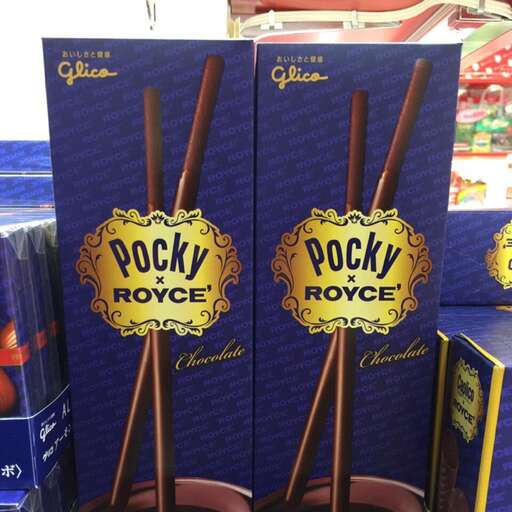 おいしさと健康
Glico
Pocky
×
ROYCE'
Chocolate
おいしさと健康
Glico
Pocky
×
ROYCE'
Chocolate
Caplico
×
ROYCE'
Glico